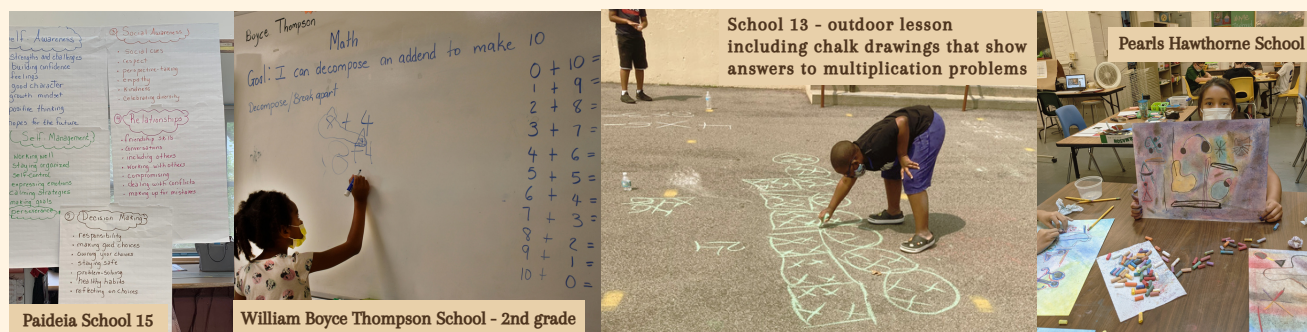 Self Awareness
strengths and challenges
building confidence
feelings
good character
growth mindset
positive thinking
hopes for the future
Self Management
working well
staying organized
self-control
expressing emotions
calming strategies
making goals
perseverance
Social Awareness
• social cues
• respect
• perspective-taking
• empathy
• kindness
• celebrating diversity
Relationships
• friendship skills
• conversations
• including others
• working with others
• compromising
• dealing with conflicts
• making up for mistakes
Decision Making
• responsibility
• making good choices
• owning your choices
• staying safe
• problem-solving
• healthy habits
• reflecting on choices
Paideia School 15
Boyce Thompson
Math
Goal: I can decompose an addend to make 10
Decompose/Break apart
8 + 4
0 + 10 =
1 + 9 =
2 + 8 =
3 + 7 =
4 + 6 =
5 + 5 =
6 + 4 =
7 + 3 =
8 + 2 =
9 + 1 =
10 + 0 =
William Boyce Thompson School - 2nd grade
School 13 - outdoor lesson
including chalk drawings that show
answers to multiplication problems
Pearls Hawthorne School